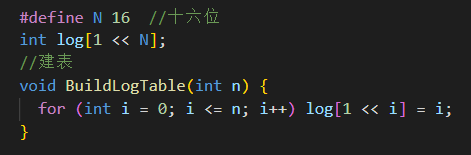 #define N 16  //十六位
int log[1 << N];
//建表
void BuildLogTable(int n) {
  for (int i = 0; i <= n; i++) log[1 << i] = i;
}